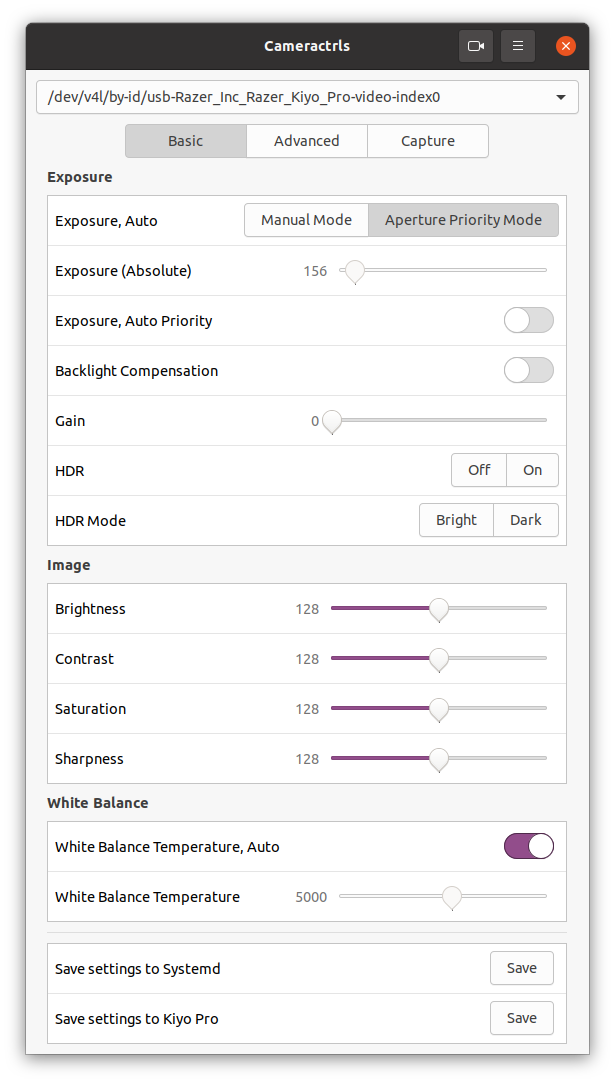 Cameractrls
/dev/v4l/by-id/usb-Razer_Inc_Razer_Kiyo_Pro-video-index0
Basic Advanced Capture
Exposure
Exposure, Auto Manual Mode Aperture Priority Mode
Exposure (Absolute) 156
Exposure, Auto Priority
Backlight Compensation
Gain 0
HDR Off On
HDR Mode Bright Dark
Image
Brightness 128
Contrast 128
Saturation 128
Sharpness 128
White Balance
White Balance Temperature, Auto
White Balance Temperature 5000
Save settings to Systemd Save
Save settings to Kiyo Pro Save